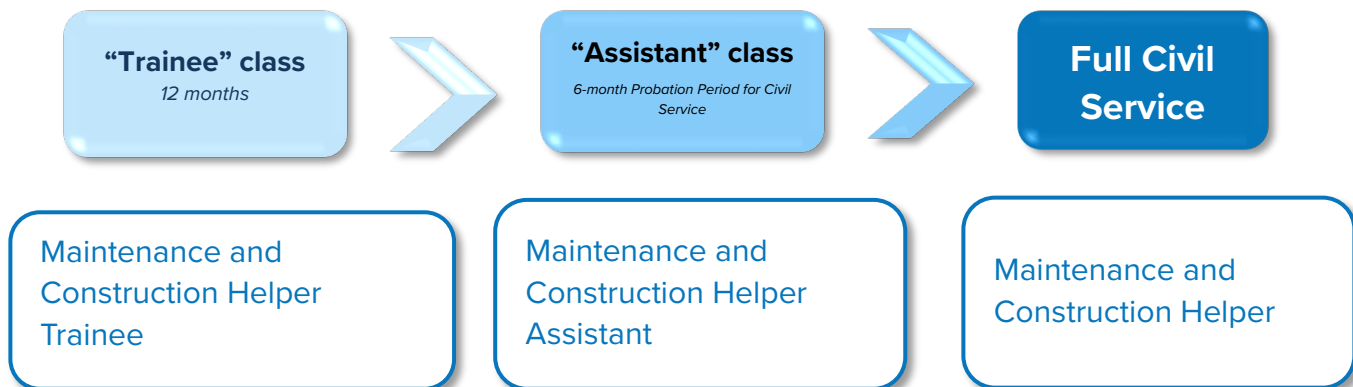 “Trainee” class
12 months
“Assistant” class
6-month Probation Period for Civil
Service
Full Civil
Service
Maintenance and
Construction Helper
Trainee
Maintenance and
Construction Helper
Assistant
Maintenance and
Construction Helper